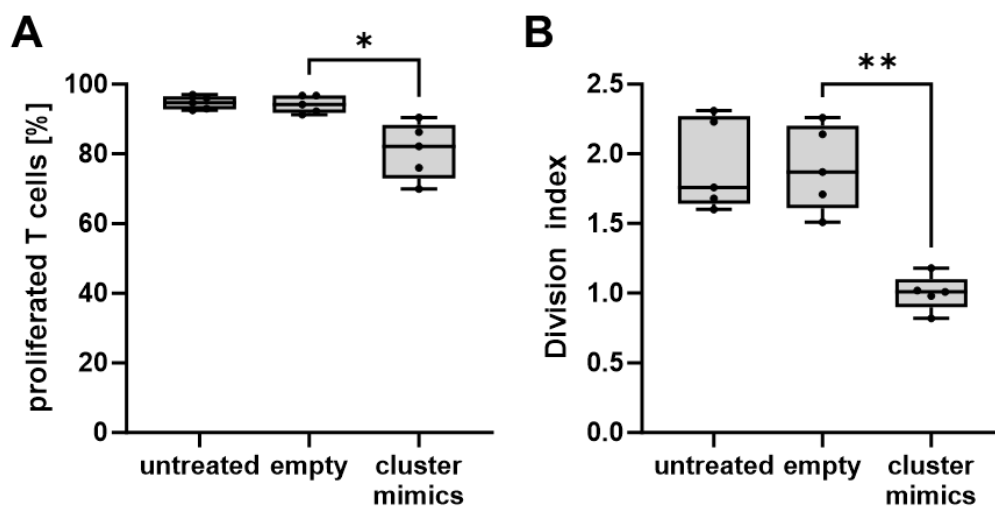 A
proliferated T cells [%]
100
80
60
40
20
0
*
untreated
empty
cluster
mimics
B
Division index
2.5
2.0
1.5
1.0
0.5
0.0
**
untreated
empty
cluster
mimics